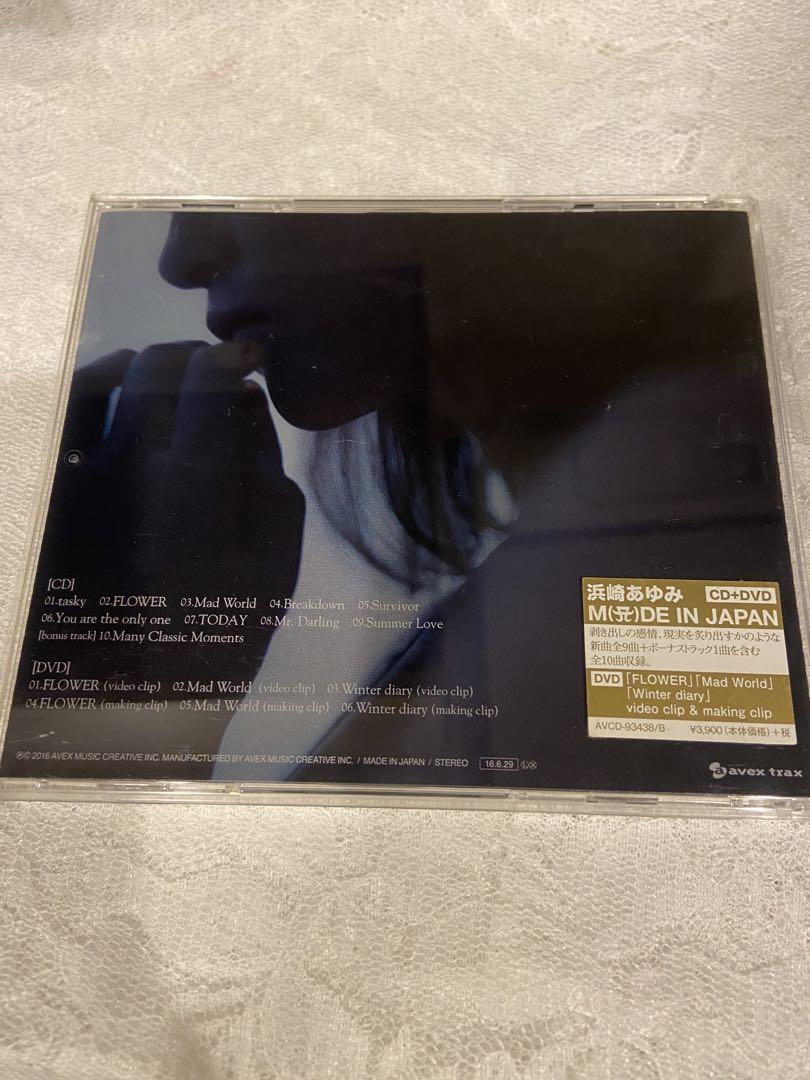 [CD]
01.tasky 02.FLOWER 03.Mad World 04.Breakdown 05.Survivor
06.You are the only one 07.TODAY 08.Mr. Darling 09.Summer Love
[bonus track] 10.Many Classic Moments
[DVD]
01.FLOWER (video clip) 02.Mad World (video clip) 03.Winter diary (video clip)
04.FLOWER (making clip) 05.Mad World (making clip) 06.Winter diary (making clip)
℗© 2016 AVEX MUSIC CREATIVE INC. MANUFACTURED BY AVEX MUSIC CREATIVE INC. / MADE IN JAPAN / STEREO 16.6.29 Ⓛⓧ
浜崎あゆみ CD+DVD
M(A)DE IN JAPAN
剥き出しの感情、現実を炙り出すかのような
新曲全9曲+ボーナストラック1曲を含む
全10曲収録。
DVD 「FLOWER」「Mad World」
「Winter diary」
video clip & making clip
AVCD-93438/B ¥3,900(本体価格)+税
avex trax